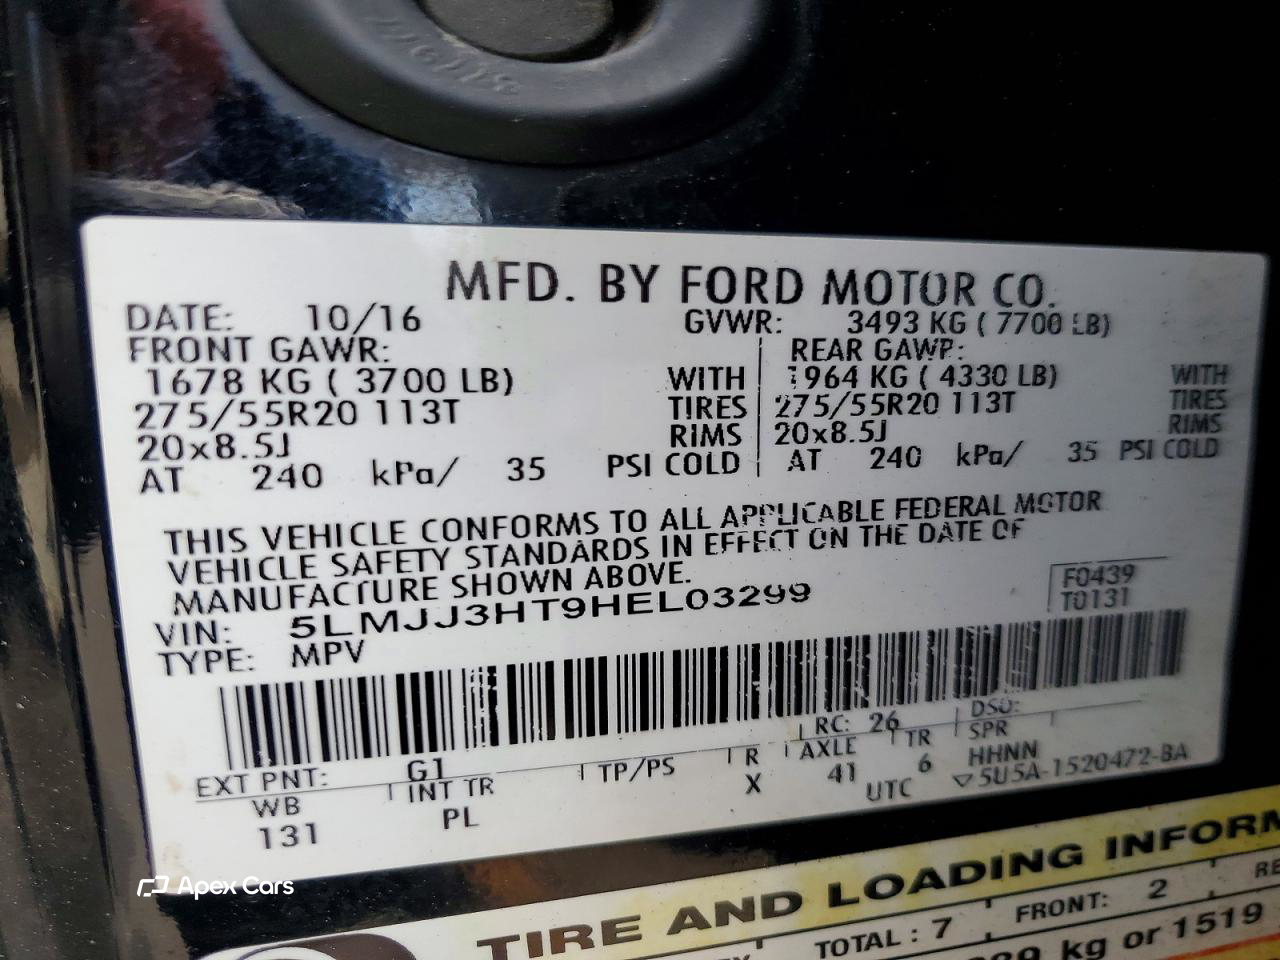 MFD. BY FORD MOTOR CO.
DATE: 10/16 GVWR: 3493 KG ( 7700 LB)
FRONT GAWR: REAR GAWR:
1678 KG ( 3700 LB) WITH 1964 KG ( 4330 LB) WITH
275/55R20 113T TIRES 275/55R20 113T TIRES
20x8.5J RIMS 20x8.5J RIMS
AT 240 kPa/ 35 PSI COLD AT 240 kPa/ 35 PSI COLD
THIS VEHICLE CONFORMS TO ALL APPLICABLE FEDERAL MOTOR
VEHICLE SAFETY STANDARDS IN EFFECT ON THE DATE OF
MANUFACTURE SHOWN ABOVE.
VIN: 5LMJJ3HT9HEL03299
TYPE: MPV
F0439
T0131
EXT PNT: G1 RC: 26 DSO:
WB INT TR TP/PS R AXLE TR SPR
131 PL X 41 6 HHNN
UTC ▽5U5A-1520472-BA
Apex Cars
TIRE AND LOADING INFORM
TOTAL : 7 FRONT: 2
kg or 1519